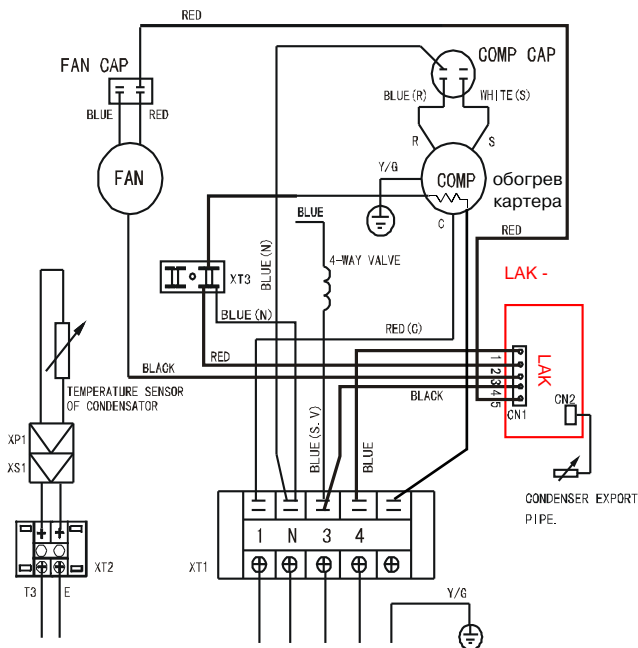 RED
FAN CAP
COMP CAP
BLUE(R)
WHITE(S)
BLUE
RED
R
S
Y/G
FAN
COMP
обогрев
картера
BLUE
C
RED
BLUE(N)
4-WAY VALVE
LAK -
XT3
BLUE(N)
RED(C)
RED
1
2
3
4
5
LAK
BLACK
BLACK
TEMPERATURE SENSOR
OF CONDENSATOR
CN1
CN2
XP1
XS1
BLUE(S.V)
BLUE
CONDENSER EXPORT
PIPE.
1 N 3 4
XT1
XT2
T3 E
Y/G